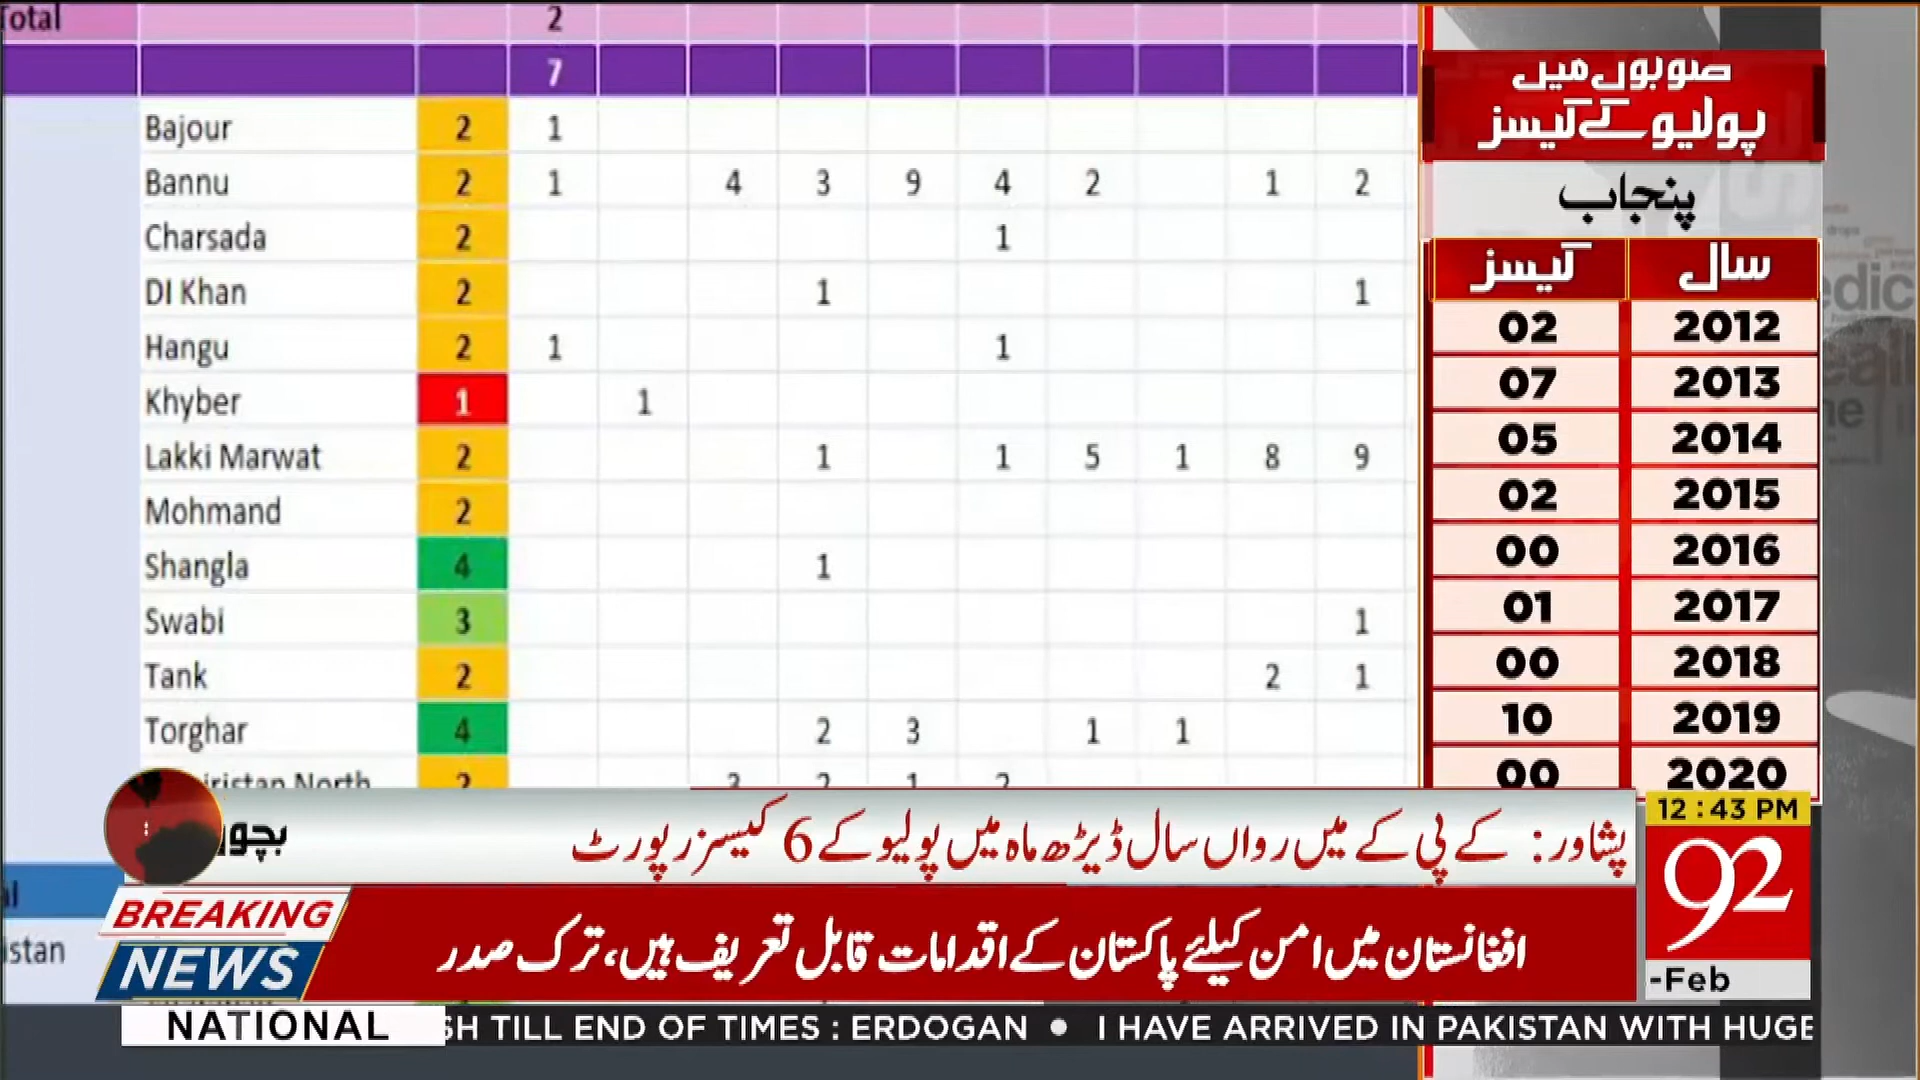 Total 2
7
Bajour 2 1
Bannu 2 1 4 3 9 4 2 1 2
Charsada 2 1
DI Khan 2 1 1
Hangu 2 1 1
Khyber 1 1
Lakki Marwat 2 1 1 5 1 8 9
Mohmand 2
Shangla 4 1
Swabi 3 1
Tank 2 2 1
Torghar 4 2 3 1 1
North 2 3 2 1 2
صوبوں میں
پولیو کے کیسز
پنجاب
سال کیسز
02 2012
07 2013
05 2014
02 2015
00 2016
01 2017
00 2018
10 2019
00 2020
پشاور: کے پی کے میں رواں سال ڈیڑھ ماہ میں پولیو کے 6 کیسز رپورٹ
12:43 PM
92
-Feb
BREAKING
NEWS
افغانستان میں امن کیلئے پاکستان کے اقدامات قابل تعریف ہیں، ترک صدر
NATIONAL
SH TILL END OF TIMES : ERDOGAN • I HAVE ARRIVED IN PAKISTAN WITH HUGE